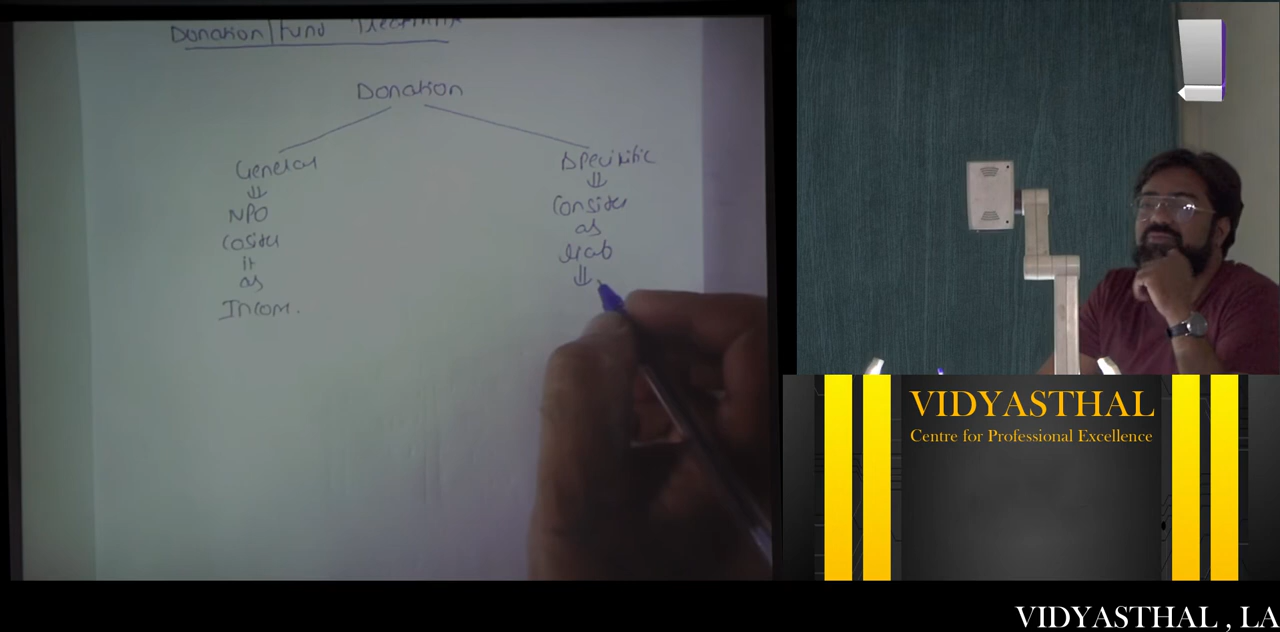 Donation | Fund
Donation
General
Specific
NPO
Cosider
it
as
Incom.
Consider
as
Liab
VIDYASTHAL
Centre for Professional Excellence
VIDYASTHAL , LA